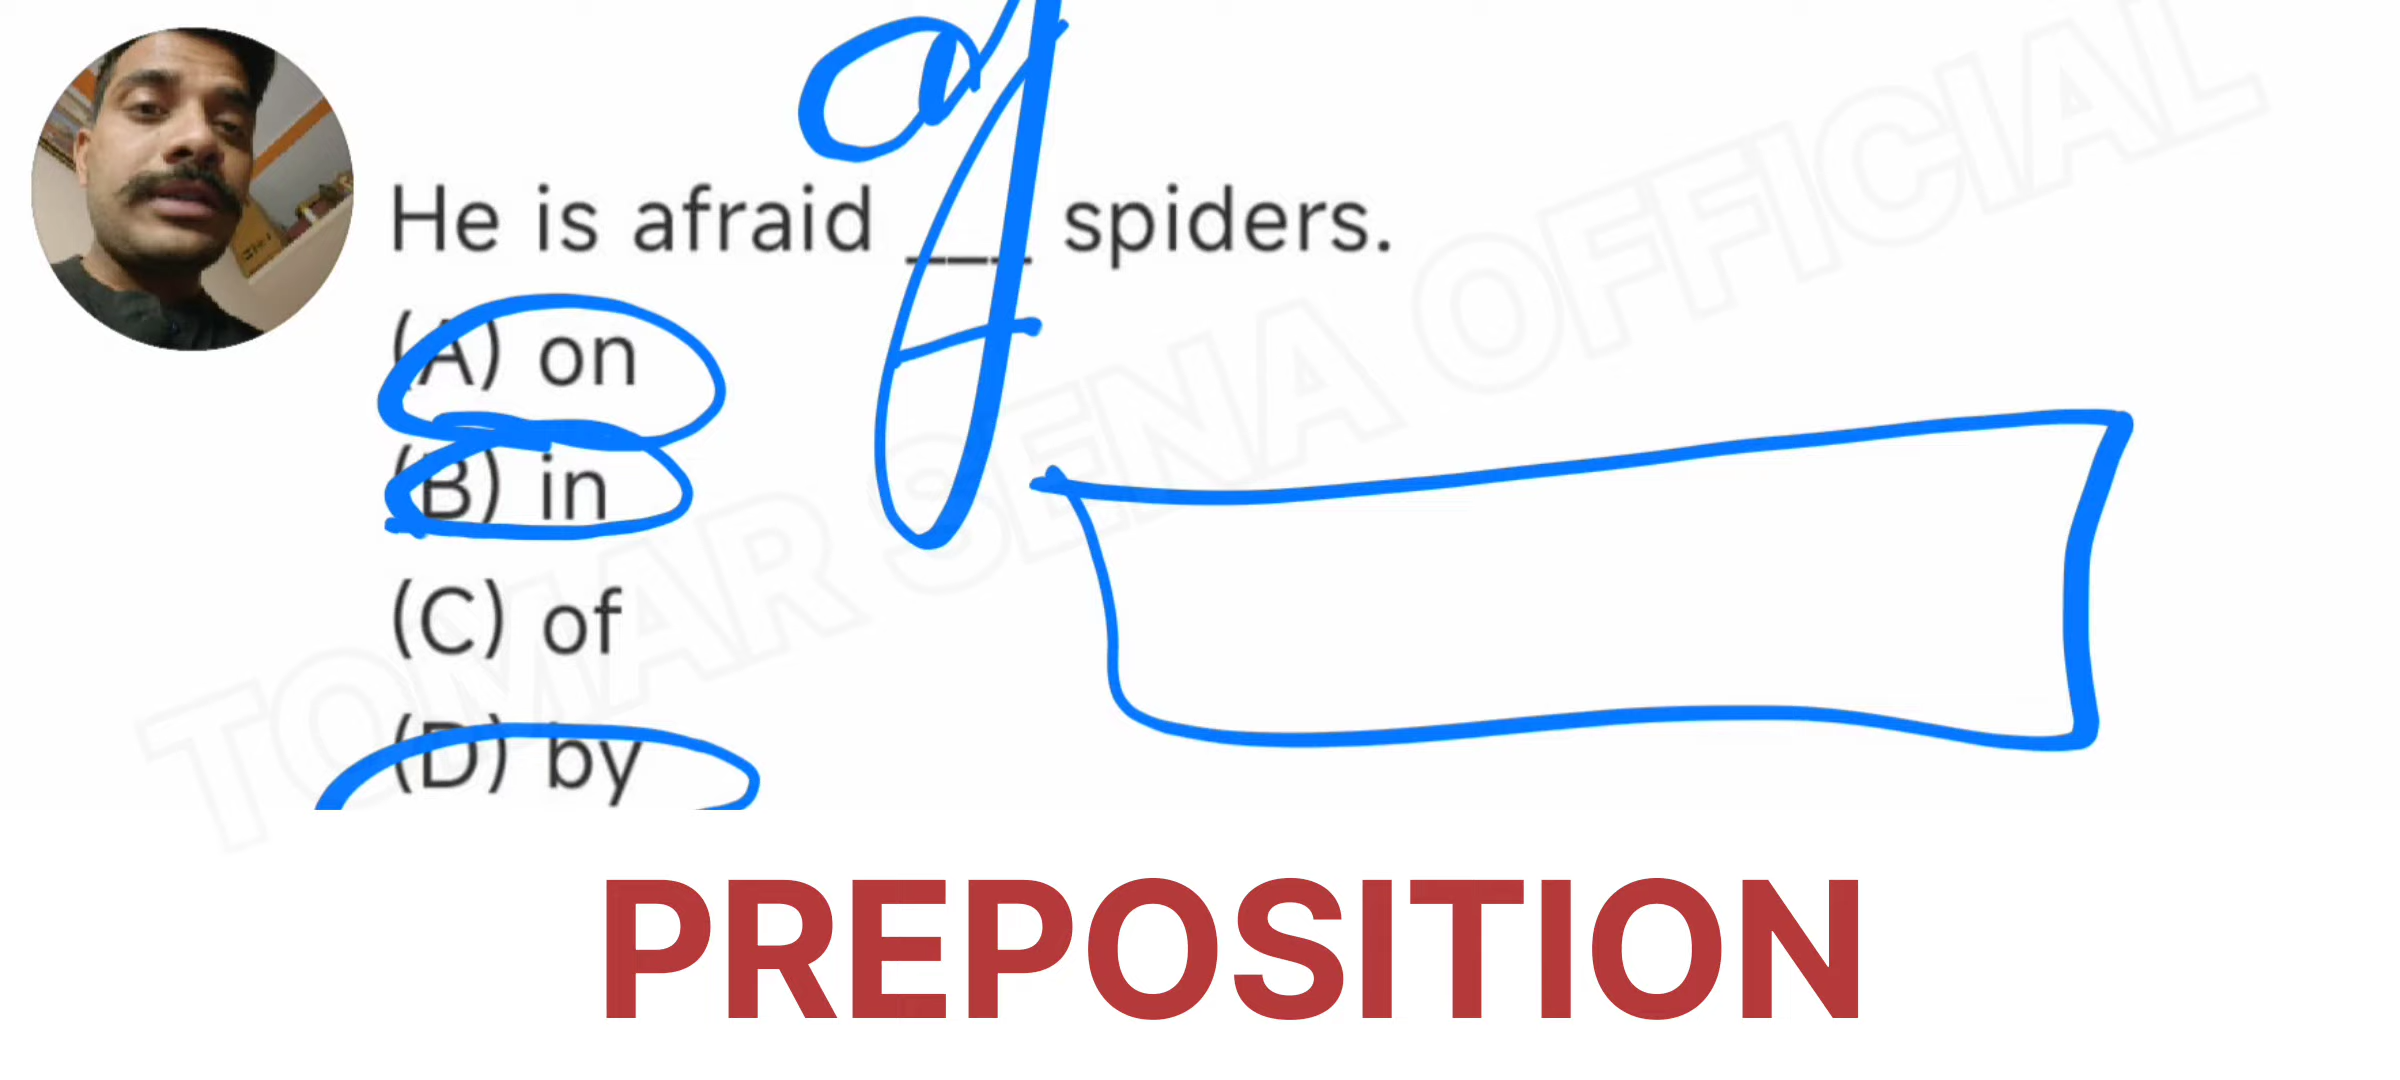 of
He is afraid ___ spiders.
(A) on
(B) in
(C) of
(D) by
TOMAR SENA OFFICIAL
PREPOSITION